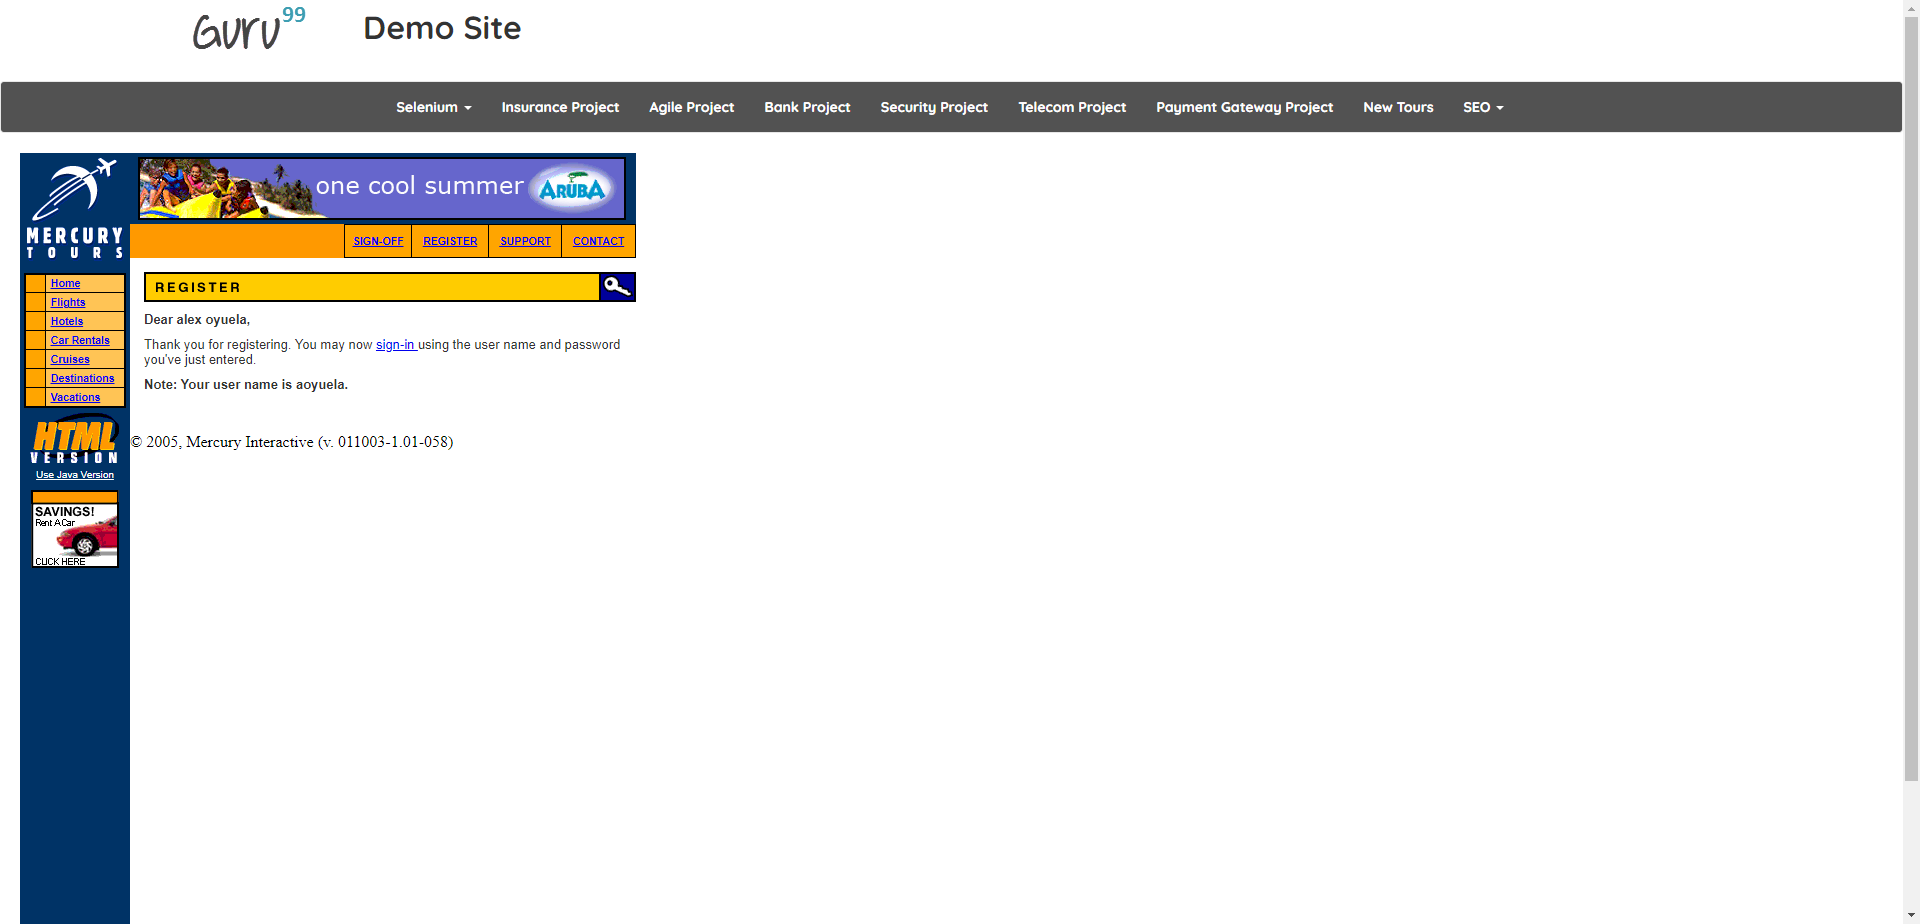 Guru99
Demo Site
Selenium Insurance Project Agile Project Bank Project Security Project Telecom Project Payment Gateway Project New Tours SEO
MERCURY
TOURS
one cool summer ARUBA
SIGN-OFF REGISTER SUPPORT CONTACT
Home
Flights
Hotels
Car Rentals
Cruises
Destinations
Vacations
HTML
VERSION
Use Java Version
SAVINGS!
Rent A Car
CLICK HERE
REGISTER
Dear alex oyuela,
Thank you for registering. You may now sign-in using the user name and password
you've just entered.
Note: Your user name is aoyuela.
© 2005, Mercury Interactive (v. 011003-1.01-058)